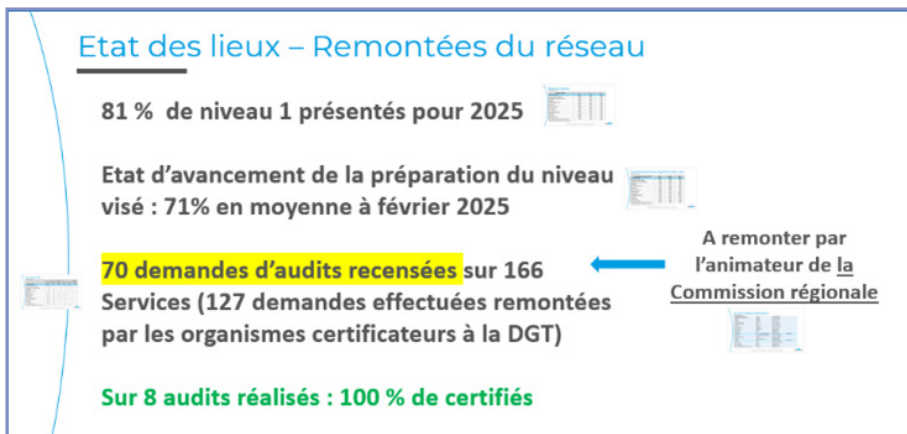 Etat des lieux – Remontées du réseau
81 % de niveau 1 présentés pour 2025
Etat d’avancement de la préparation du niveau
visé : 71% en moyenne à février 2025
70 demandes d’audits recensées sur 166
Services (127 demandes effectuées remontées
par les organismes certificateurs à la DGT)
A remonter par
l’animateur de la
Commission régionale
Sur 8 audits réalisés : 100 % de certifiés